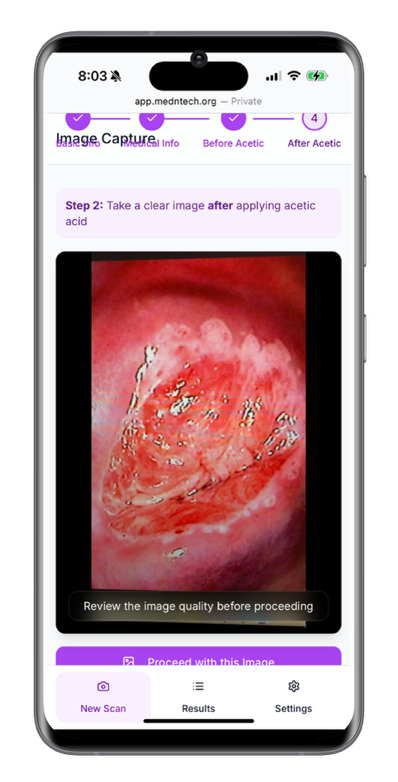 8:03
app.medntech.org — Private
4
Image Capture
Basic Info
Medical Info
Before Acetic
After Acetic
Step 2: Take a clear image after applying acetic
acid
Review the image quality before proceeding
Proceed with this Image
New Scan
Results
Settings